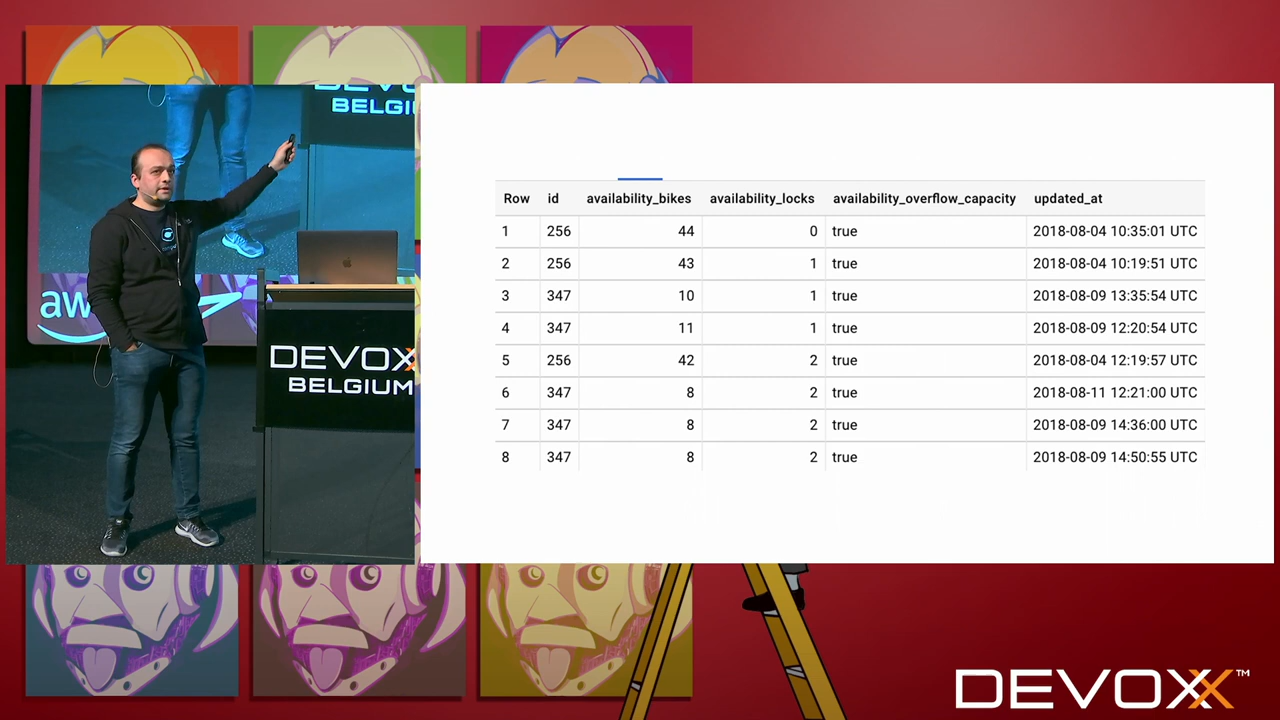 DEVOX
BELGI
aw
DEVOXX
BELGIUM
Row id availability_bikes availability_locks availability_overflow_capacity updated_at
1 256 44 0 true 2018-08-04 10:35:01 UTC
2 256 43 1 true 2018-08-04 10:19:51 UTC
3 347 10 1 true 2018-08-09 13:35:54 UTC
4 347 11 1 true 2018-08-09 12:20:54 UTC
5 256 42 2 true 2018-08-04 12:19:57 UTC
6 347 8 2 true 2018-08-11 12:21:00 UTC
7 347 8 2 true 2018-08-09 14:36:00 UTC
8 347 8 2 true 2018-08-09 14:50:55 UTC
DEVOXX™